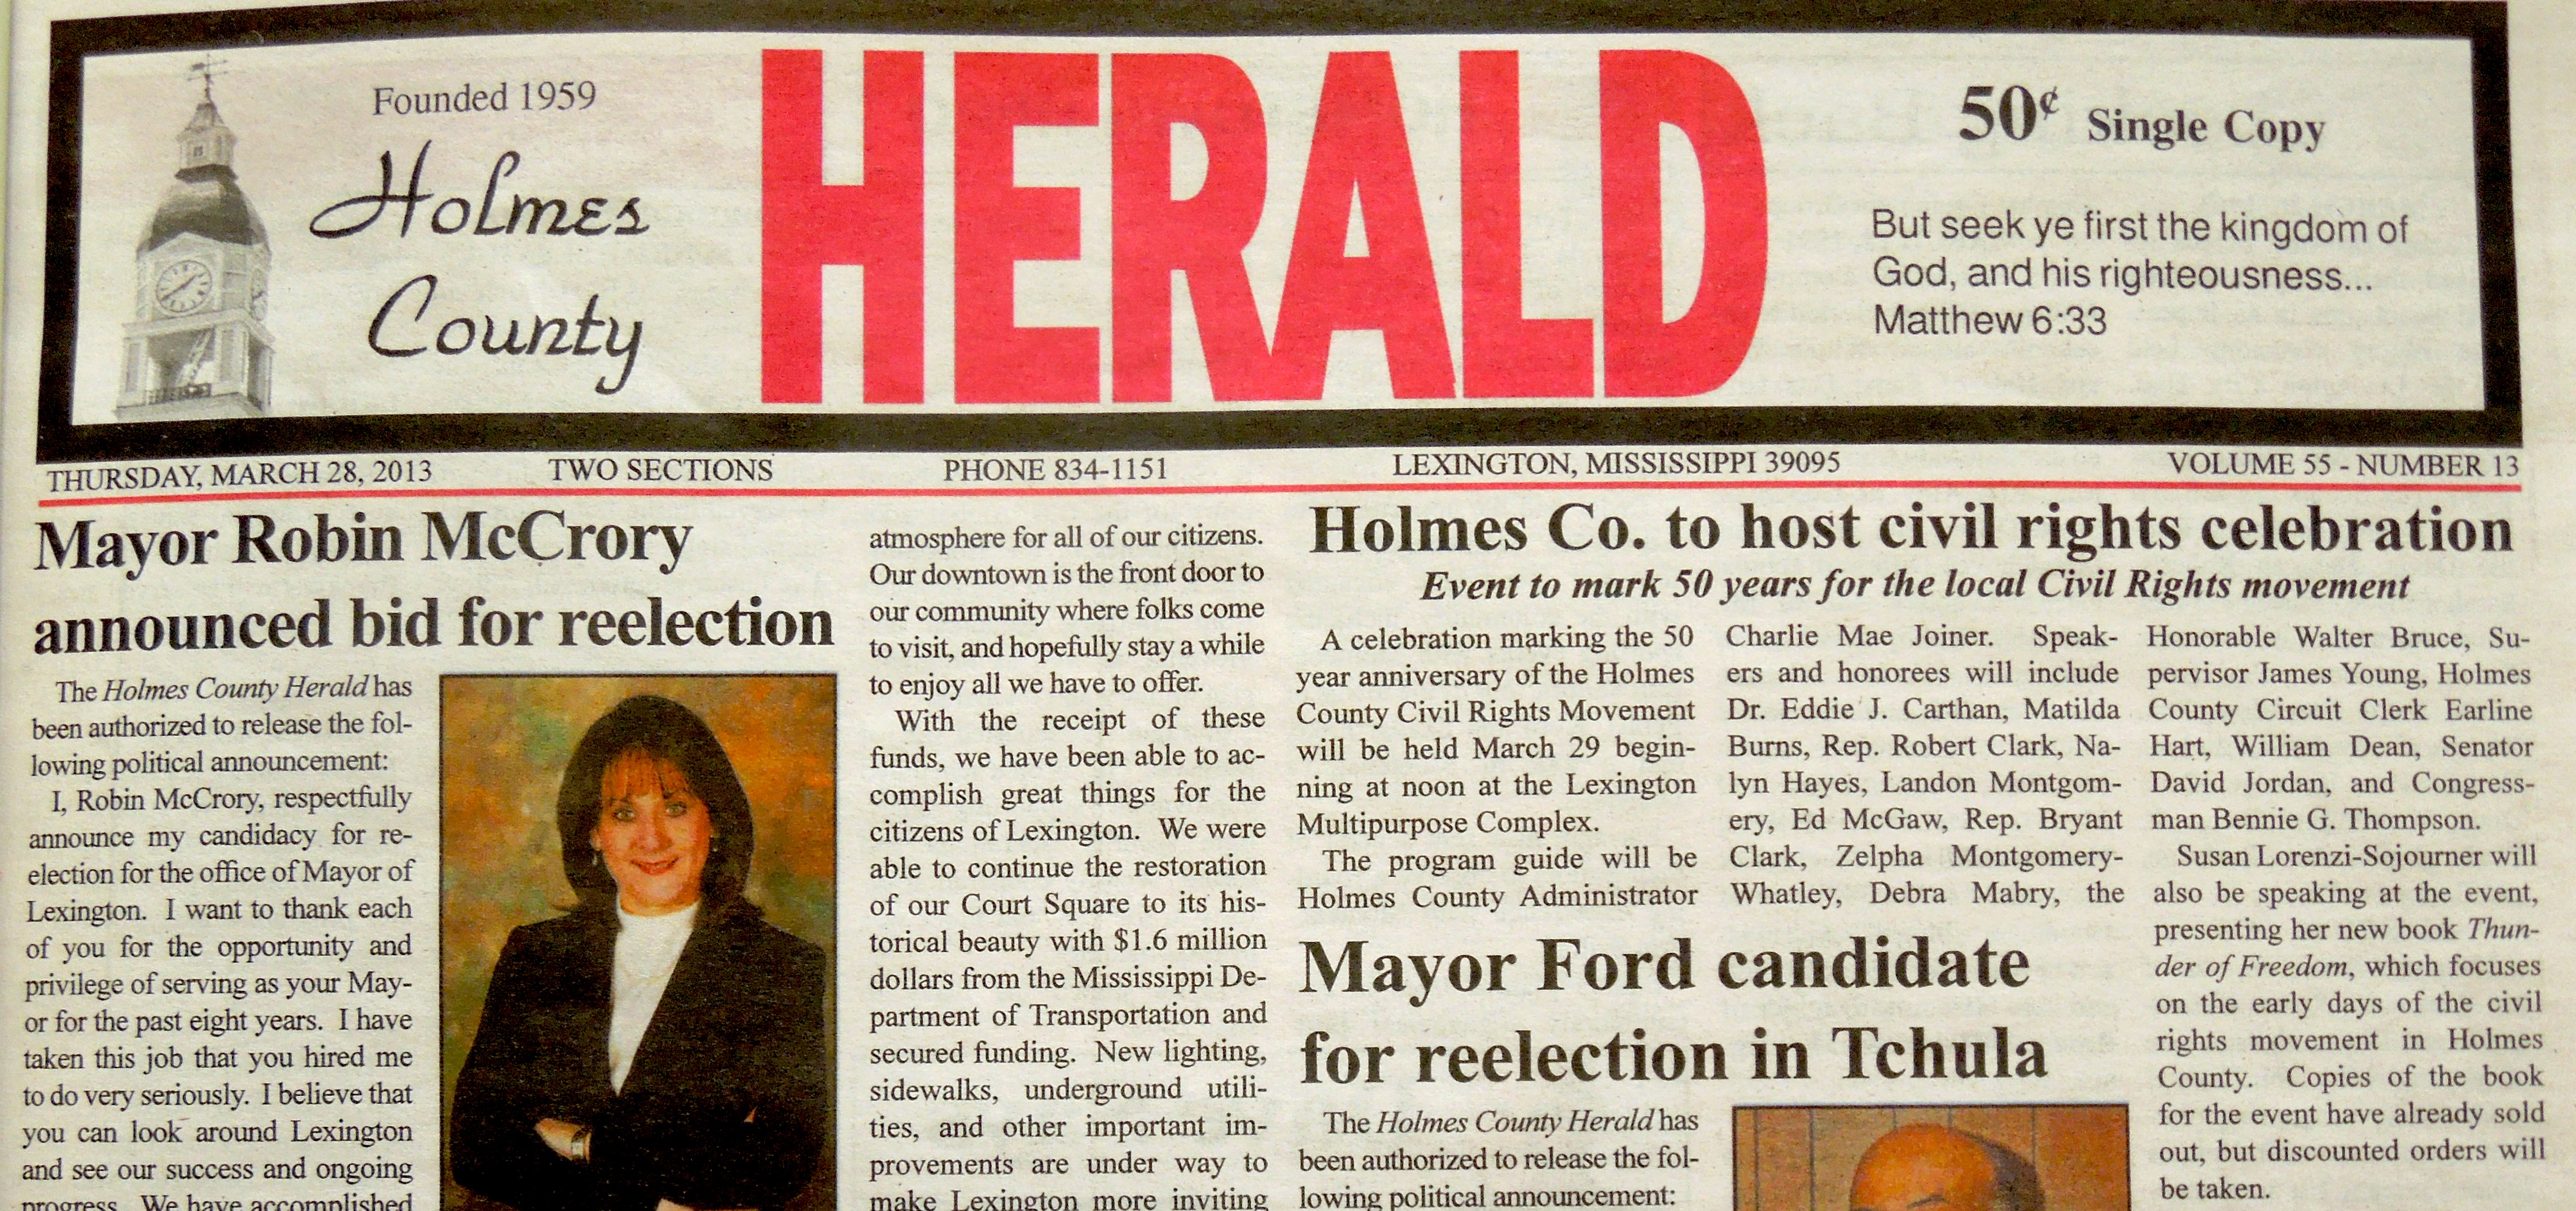 Founded 1959
Holmes
County
HERALD
50¢ Single Copy
But seek ye first the kingdom of
God, and his righteousness...
Matthew 6:33
THURSDAY, MARCH 28, 2013 TWO SECTIONS PHONE 834-1151 LEXINGTON, MISSISSIPPI 39095 VOLUME 55 - NUMBER 13
Mayor Robin McCrory
announced bid for reelection
The Holmes County Herald has
been authorized to release the fol-
lowing political announcement:
I, Robin McCrory, respectfully
announce my candidacy for re-
election for the office of Mayor of
Lexington. I want to thank each
of you for the opportunity and
privilege of serving as your May-
or for the past eight years. I have
taken this job that you hired me
to do very seriously. I believe that
you can look around Lexington
and see our success and ongoing
progress. We have accomplished
atmosphere for all of our citizens.
Our downtown is the front door to
our community where folks come
to visit, and hopefully stay a while
to enjoy all we have to offer.
With the receipt of these
funds, we have been able to ac-
complish great things for the
citizens of Lexington. We were
able to continue the restoration
of our Court Square to its his-
torical beauty with $1.6 million
dollars from the Mississippi De-
partment of Transportation and
secured funding. New lighting,
sidewalks, underground utili-
ties, and other important im-
provements are under way to
make Lexington more inviting
Holmes Co. to host civil rights celebration
Event to mark 50 years for the local Civil Rights movement
A celebration marking the 50
year anniversary of the Holmes
County Civil Rights Movement
will be held March 29 begin-
ning at noon at the Lexington
Multipurpose Complex.
The program guide will be
Holmes County Administrator
Charlie Mae Joiner. Speak-
ers and honorees will include
Dr. Eddie J. Carthan, Matilda
Burns, Rep. Robert Clark, Na-
lyn Hayes, Landon Montgom-
ery, Ed McGaw, Rep. Bryant
Clark, Zelpha Montgomery-
Whatley, Debra Mabry, the
Honorable Walter Bruce, Su-
pervisor James Young, Holmes
County Circuit Clerk Earline
Hart, William Dean, Senator
David Jordan, and Congress-
man Bennie G. Thompson.
Susan Lorenzi-Sojourner will
also be speaking at the event,
presenting her new book Thun-
der of Freedom, which focuses
on the early days of the civil
rights movement in Holmes
County. Copies of the book
for the event have already sold
out, but discounted orders will
be taken.
Mayor Ford candidate
for reelection in Tchula
The Holmes County Herald has
been authorized to release the fol-
lowing political announcement: